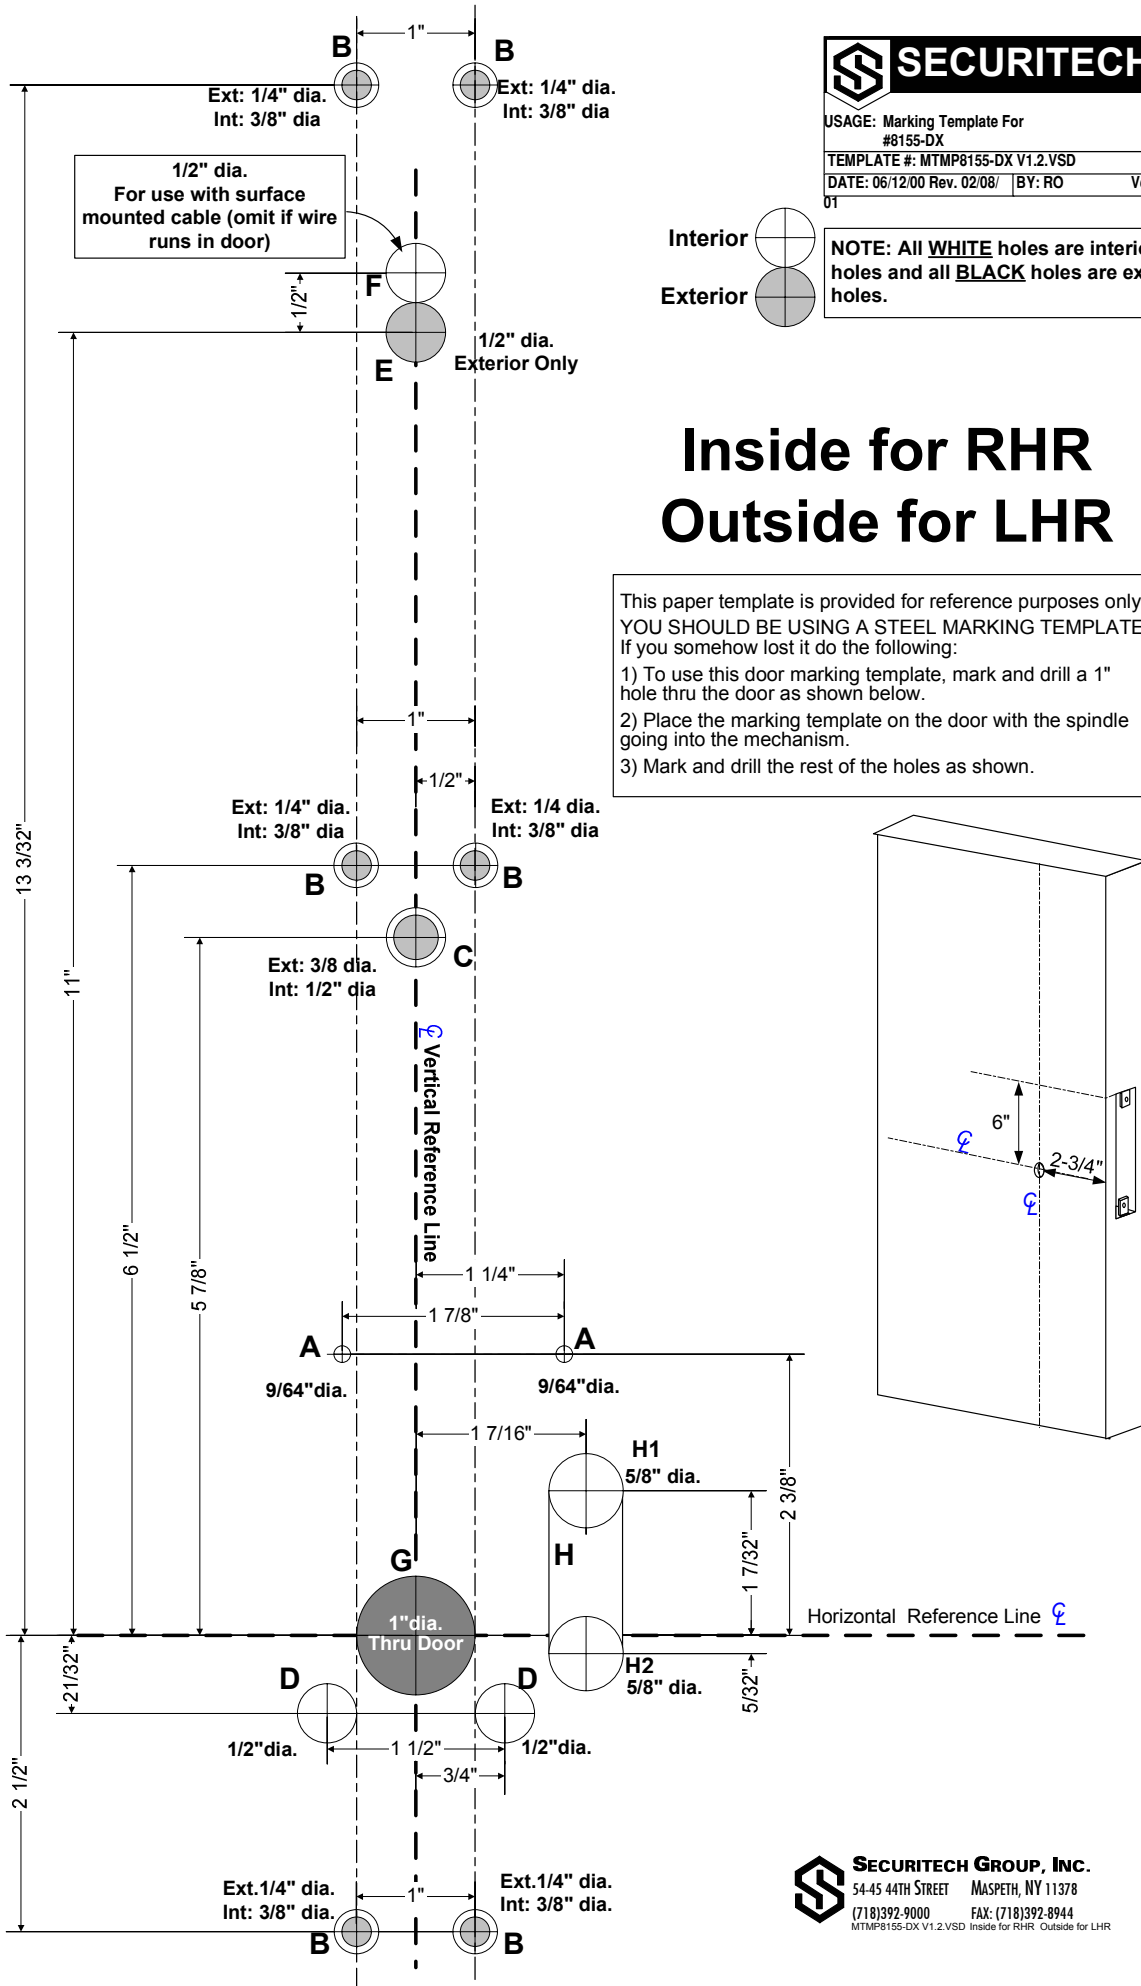 1"
B
B
Ext: 1/4" dia.
Int: 3/8" dia
Ext: 1/4" dia.
Int: 3/8" dia
SECURITECH
USAGE: Marking Template For
#8155-DX
TEMPLATE #: MTMP8155-DX V1.2.VSD
DATE: 06/12/00 Rev. 02/08/
01
BY: RO
1/2" dia.
For use with surface
mounted cable (omit if wire
runs in door)
Interior
Exterior
NOTE: All WHITE holes are
holes and all BLACK holes are
holes.
F
1/2"
E
1/2" dia.
Exterior Only
Inside for RHR
Outside for LHR
This paper template is provided for reference purposes only
YOU SHOULD BE USING A STEEL MARKING TEMPLATE
If you somehow lost it do the following:
1) To use this door marking template, mark and drill a 1"
hole thru the door as shown below.
2) Place the marking template on the door with the spindle
going into the mechanism.
3) Mark and drill the rest of the holes as shown.
1"
1/2"
Ext: 1/4" dia.
Int: 3/8" dia
Ext: 1/4 dia.
Int: 3/8" dia
B
B
13 3/32"
11"
C
Ext: 3/8 dia.
Int: 1/2" dia
℄ Vertical Reference Line
6 1/2"
5 7/8"
6"
℄
2-3/4"
℄
1 1/4"
1 7/8"
A
A
9/64"dia.
9/64"dia.
1 7/16"
H1
5/8" dia.
2 3/8"
1 7/32"
H
G
1"dia.
Thru Door
Horizontal Reference Line ℄
H2
5/8" dia.
5/32"
21/32"
D
D
1/2"dia.
1 1/2"
1/2"dia.
3/4"
2 1/2"
Ext.1/4" dia.
Int: 3/8" dia.
1"
Ext.1/4" dia.
Int: 3/8" dia.
B
B
SECURITECH GROUP, INC.
54-45 44TH STREET MASPETH, NY 11378
(718)392-9000 FAX: (718)392-8944
MTMP8155-DX V1.2.VSD Inside for RHR Outside for LHR